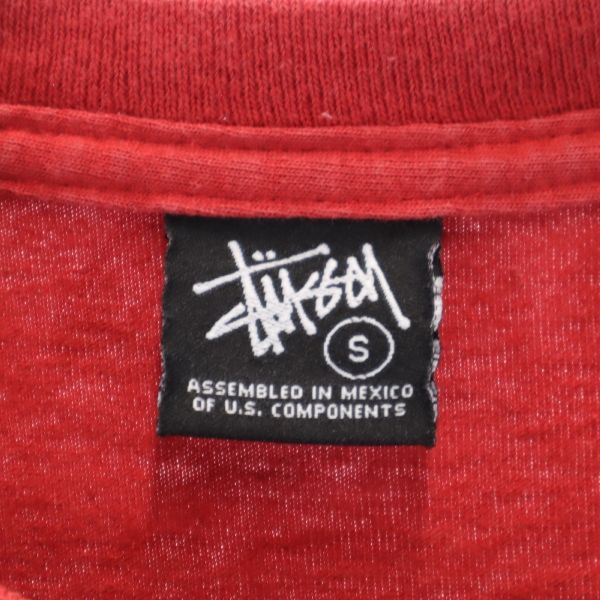 Stüssy
S
ASSEMBLED IN MEXICO
OF U.S. COMPONENTS